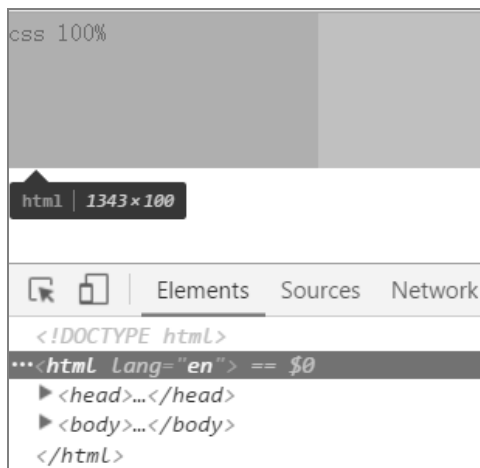 css 100%
html | 1343×100
Elements Sources Network
<!DOCTYPE html>
…<html lang="en"> == $0
▶<head>…</head>
▶<body>…</body>
</html>